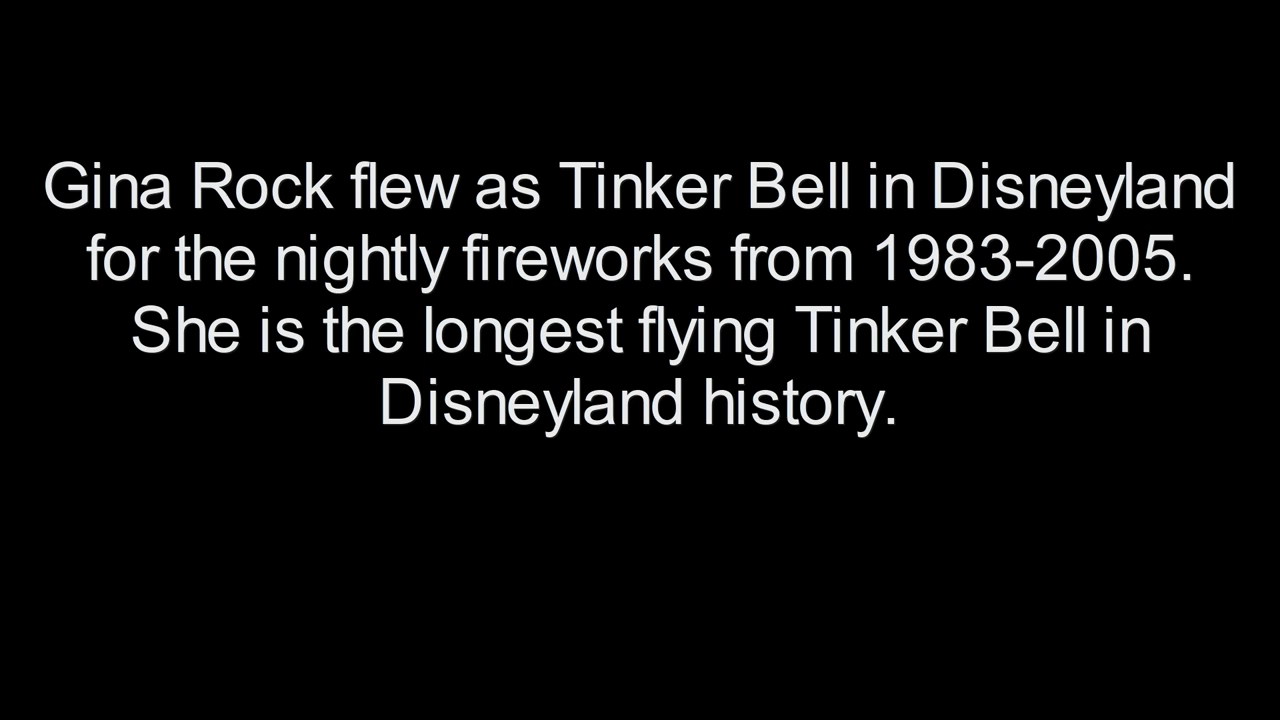 Gina Rock flew as Tinker Bell in Disneyland
for the nightly fireworks from 1983-2005.
She is the longest flying Tinker Bell in
Disneyland history.